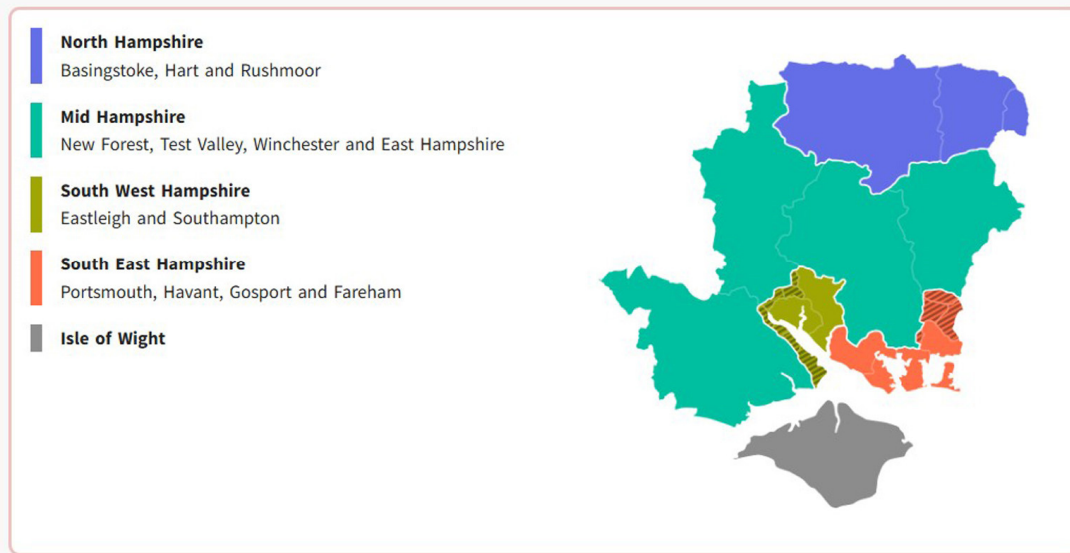 North Hampshire
Basingstoke, Hart and Rushmoor
Mid Hampshire
New Forest, Test Valley, Winchester and East Hampshire
South West Hampshire
Eastleigh and Southampton
South East Hampshire
Portsmouth, Havant, Gosport and Fareham
Isle of Wight